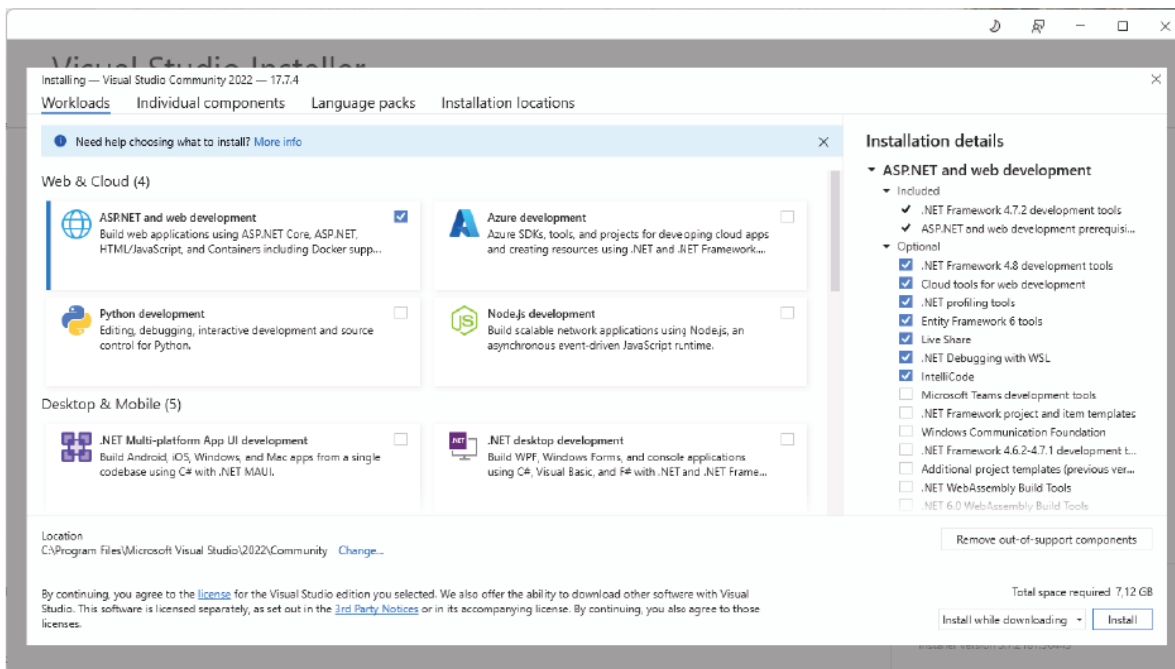 Visual Studio Installer
Installing — Visual Studio Community 2022 — 17.7.4
Workloads
Individual components
Language packs
Installation locations
Need help choosing what to install? More info
Web & Cloud (4)
ASP.NET and web development
Build web applications using ASP.NET Core, ASP.NET,
HTML/JavaScript, and Containers including Docker supp...
Azure development
Azure SDKs, tools, and projects for developing cloud apps
and creating resources using .NET and .NET Framework....
Python development
Editing, debugging, interactive development and source
control for Python.
Node.js development
Build scalable network applications using Node.js, an
asynchronous event-driven JavaScript runtime.
Desktop & Mobile (5)
.NET Multi-platform App UI development
Build Android, iOS, Windows, and Mac apps from a single
codebase using C# with .NET MAUI.
.NET desktop development
Build WPF, Windows Forms, and console applications
using C#, Visual Basic, and F# with .NET and .NET Frame...
Installation details
ASP.NET and web development
Included
.NET Framework 4.7.2 development tools
ASP.NET and web development prerequisi...
Optional
.NET Framework 4.8 development tools
Cloud tools for web development
.NET profiling tools
Entity Framework 6 tools
Live Share
.NET Debugging with WSL
IntelliCode
Microsoft Teams development tools
.NET Framework project and item templates
Windows Communication Foundation
.NET Framework 4.6.2-4.7.1 development t...
Additional project templates (previous ver...
.NET WebAssembly Build Tools
.NET 6.0 WebAssembly Build Tools
Location
C:\Program Files\Microsoft Visual Studio\2022\Community Change...
Remove out-of-support components
By continuing, you agree to the license for the Visual Studio edition you selected. We also offer the ability to download other software with Visual
Studio. This software is licensed separately, as set out in the 3rd Party Notices or in its accompanying license. By continuing, you also agree to those
licenses.
Total space required 7,12 GB
Install while downloading
Install